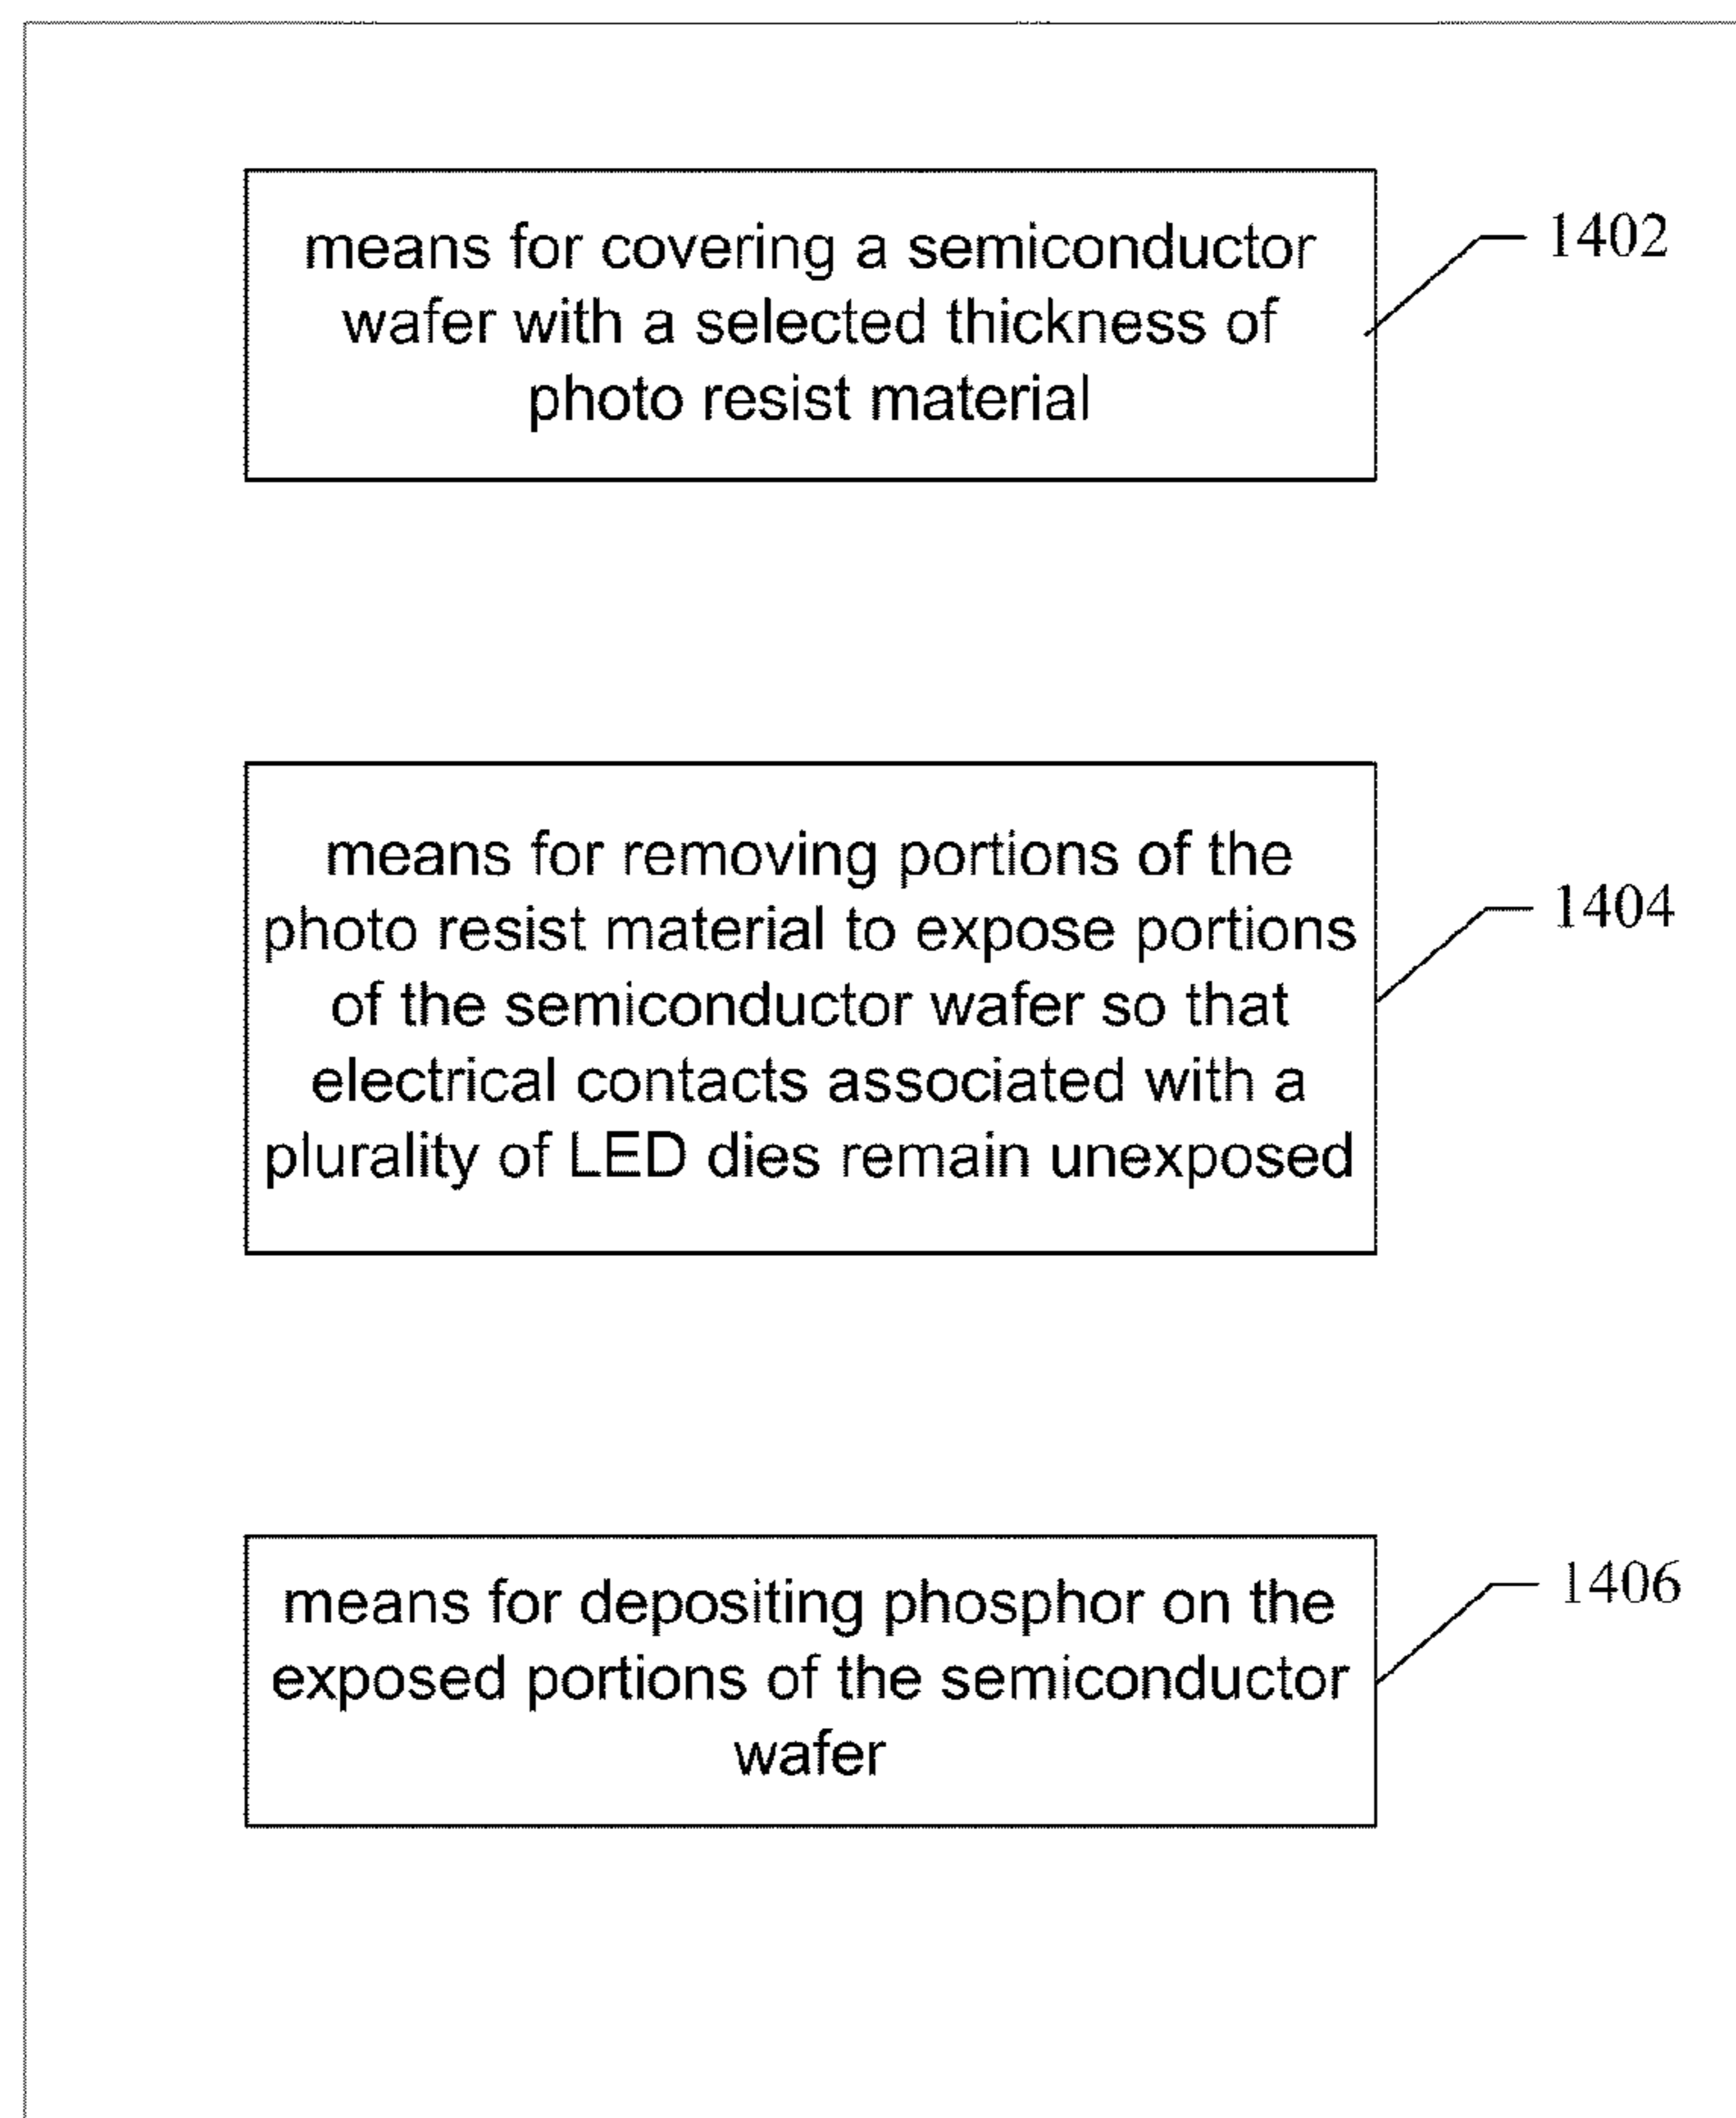 means for covering a semiconductor
wafer with a selected thickness of
photo resist material
1402
means for removing portions of the
photo resist material to expose portions
of the semiconductor wafer so that
electrical contacts associated with a
plurality of LED dies remain unexposed
1404
means for depositing phosphor on the
exposed portions of the semiconductor
wafer
1406